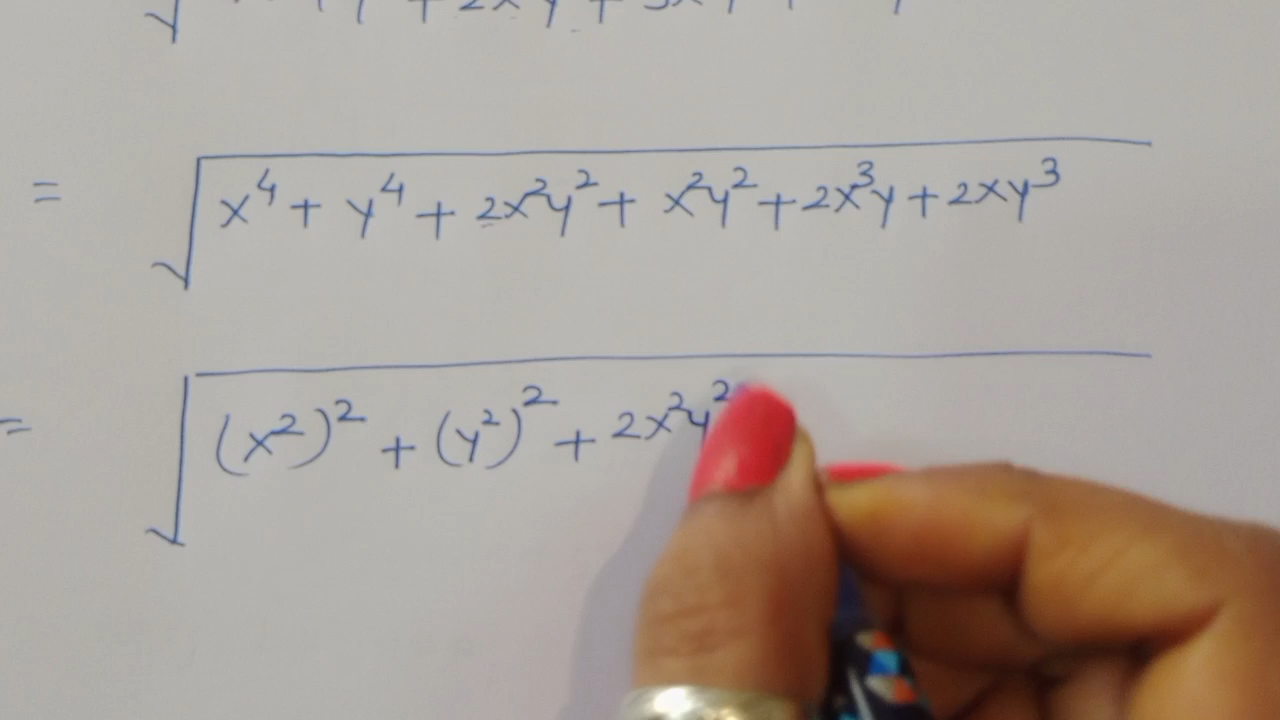 = √(x⁴ + y⁴ + 2x²y² + x²y² + 2x³y + 2xy³)
= √((x²)² + (y²)² + 2x²y²